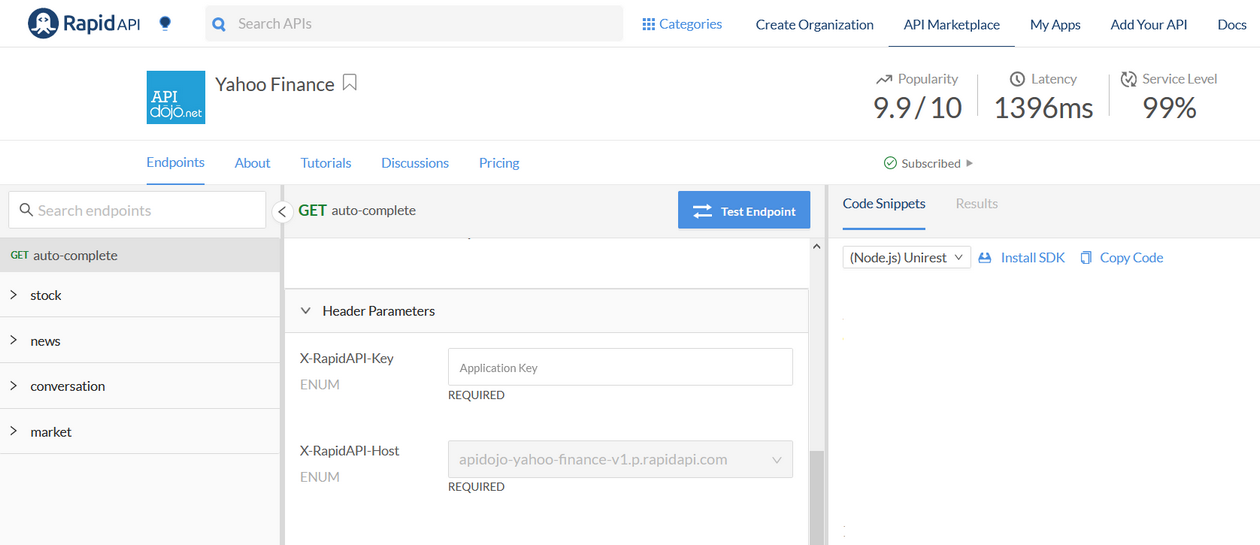 RapidAPI
Search APIs
Categories
Create Organization
API Marketplace
My Apps
Add Your API
Docs
API
dōjō.net
Yahoo Finance
Popularity
9.9 / 10
Latency
1396ms
Service Level
99%
Endpoints
About
Tutorials
Discussions
Pricing
Subscribed
Search endpoints
GET auto-complete
stock
news
conversation
market
GET auto-complete
Test Endpoint
Header Parameters
X-RapidAPI-Key
ENUM
Application Key
REQUIRED
X-RapidAPI-Host
ENUM
apidojo-yahoo-finance-v1.p.rapidapi.com
REQUIRED
Code Snippets
Results
(Node.js) Unirest
Install SDK
Copy Code